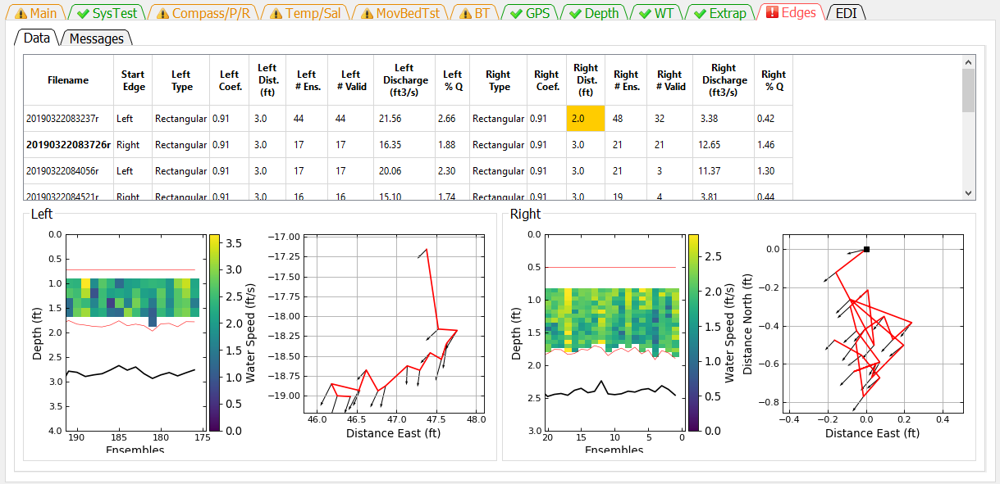 Main SysTest Compass/P/R Temp/Sal MovBedTst BT GPS Depth WT Extrap Edges EDI
Data Messages
Filename Start Edge Left Type Left Coef. Left Dist. (ft) Left # Ens. Left # Valid Left Discharge (ft3/s) Left % Q Right Type Right Coef. Right Dist. (ft) Right # Ens. Right # Valid Right Discharge (ft3/s) Right % Q
20190322083237r Left Rectangular 0.91 3.0 44 44 21.56 2.66 Rectangular 0.91 2.0 48 32 3.38 0.42
20190322083726r Right Rectangular 0.91 3.0 17 17 16.35 1.88 Rectangular 0.91 3.0 21 21 12.65 1.46
20190322084056r Left Rectangular 0.91 3.0 17 17 20.06 2.30 Rectangular 0.91 3.0 21 3 11.37 1.30
20190322084521r Right Rectangular 0.91 3.0 16 16 15.10 1.74 Rectangular 0.91 3.0 19 4 3.81 0.44
Left
Depth (ft)
0.0
0.5
1.0
1.5
2.0
2.5
3.0
3.5
4.0
190 185 180 175
Ensembles
3.5
3.0
2.5
2.0
1.5
1.0
0.5
0.0
Water Speed (ft/s)
−17.00
−17.25
−17.50
−17.75
−18.00
−18.25
−18.50
−18.75
−19.00
46.0 46.5 47.0 47.5 48.0
Distance East (ft)
Right
Depth (ft)
0.0
0.5
1.0
1.5
2.0
2.5
3.0
20 15 10 5 0
Ensembles
2.5
2.0
1.5
1.0
0.5
0.0
Water Speed (ft/s)
Distance North (ft)
0.0
−0.2
−0.4
−0.6
−0.8
−0.4 −0.2 0.0 0.2 0.4
Distance East (ft)